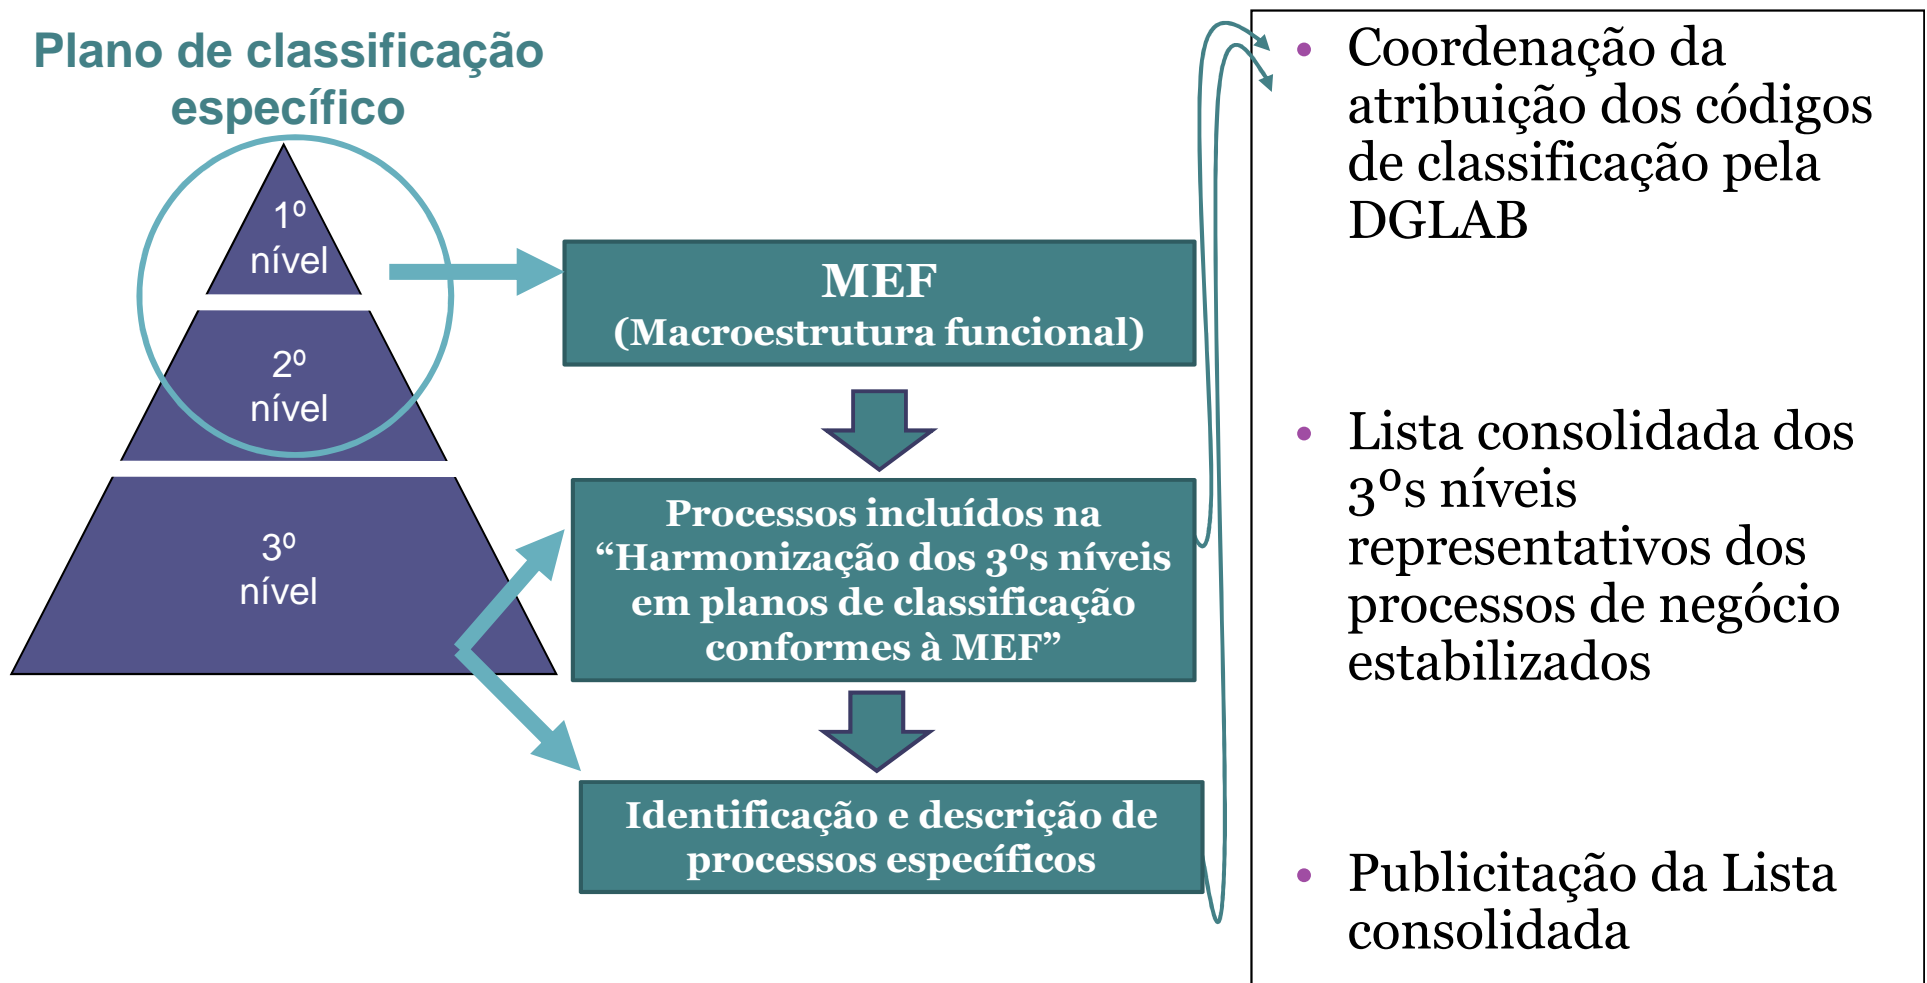 Plano de classificação
específico
1º
nível
2º
nível
3º
nível
MEF
(Macroestrutura funcional)
Processos incluídos na
“Harmonização dos 3ºs níveis
em planos de classificação
conformes à MEF”
Identificação e descrição de
processos específicos
• Coordenação da
atribuição dos códigos
de classificação pela
DGLAB
• Lista consolidada dos
3ºs níveis
representativos dos
processos de negócio
estabilizados
• Publicitação da Lista
consolidada